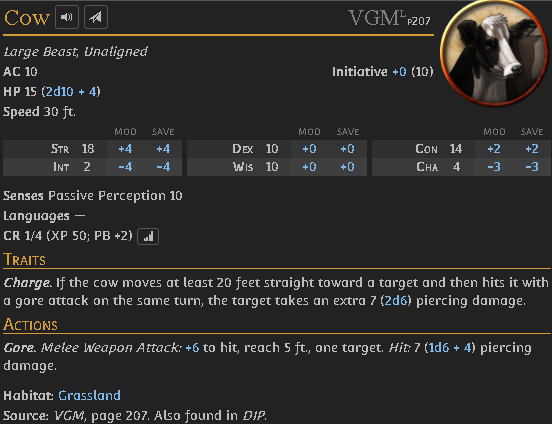 Cow VGML p207
Large Beast, Unaligned
AC 10 Initiative +0 (10)
HP 15 (2d10 + 4)
Speed 30 ft.
MOD SAVE MOD SAVE MOD SAVE
Str 18 +4 +4 Dex 10 +0 +0 Con 14 +2 +2
Int 2 −4 −4 Wis 10 +0 +0 Cha 4 −3 −3
Senses Passive Perception 10
Languages —
CR 1/4 (XP 50; PB +2)
Traits
Charge. If the cow moves at least 20 feet straight toward a target and then hits it with
a gore attack on the same turn, the target takes an extra 7 (2d6) piercing damage.
Actions
Gore. Melee Weapon Attack: +6 to hit, reach 5 ft., one target. Hit: 7 (1d6 + 4) piercing
damage.
Habitat: Grassland
Source: VGM, page 207. Also found in DIP.